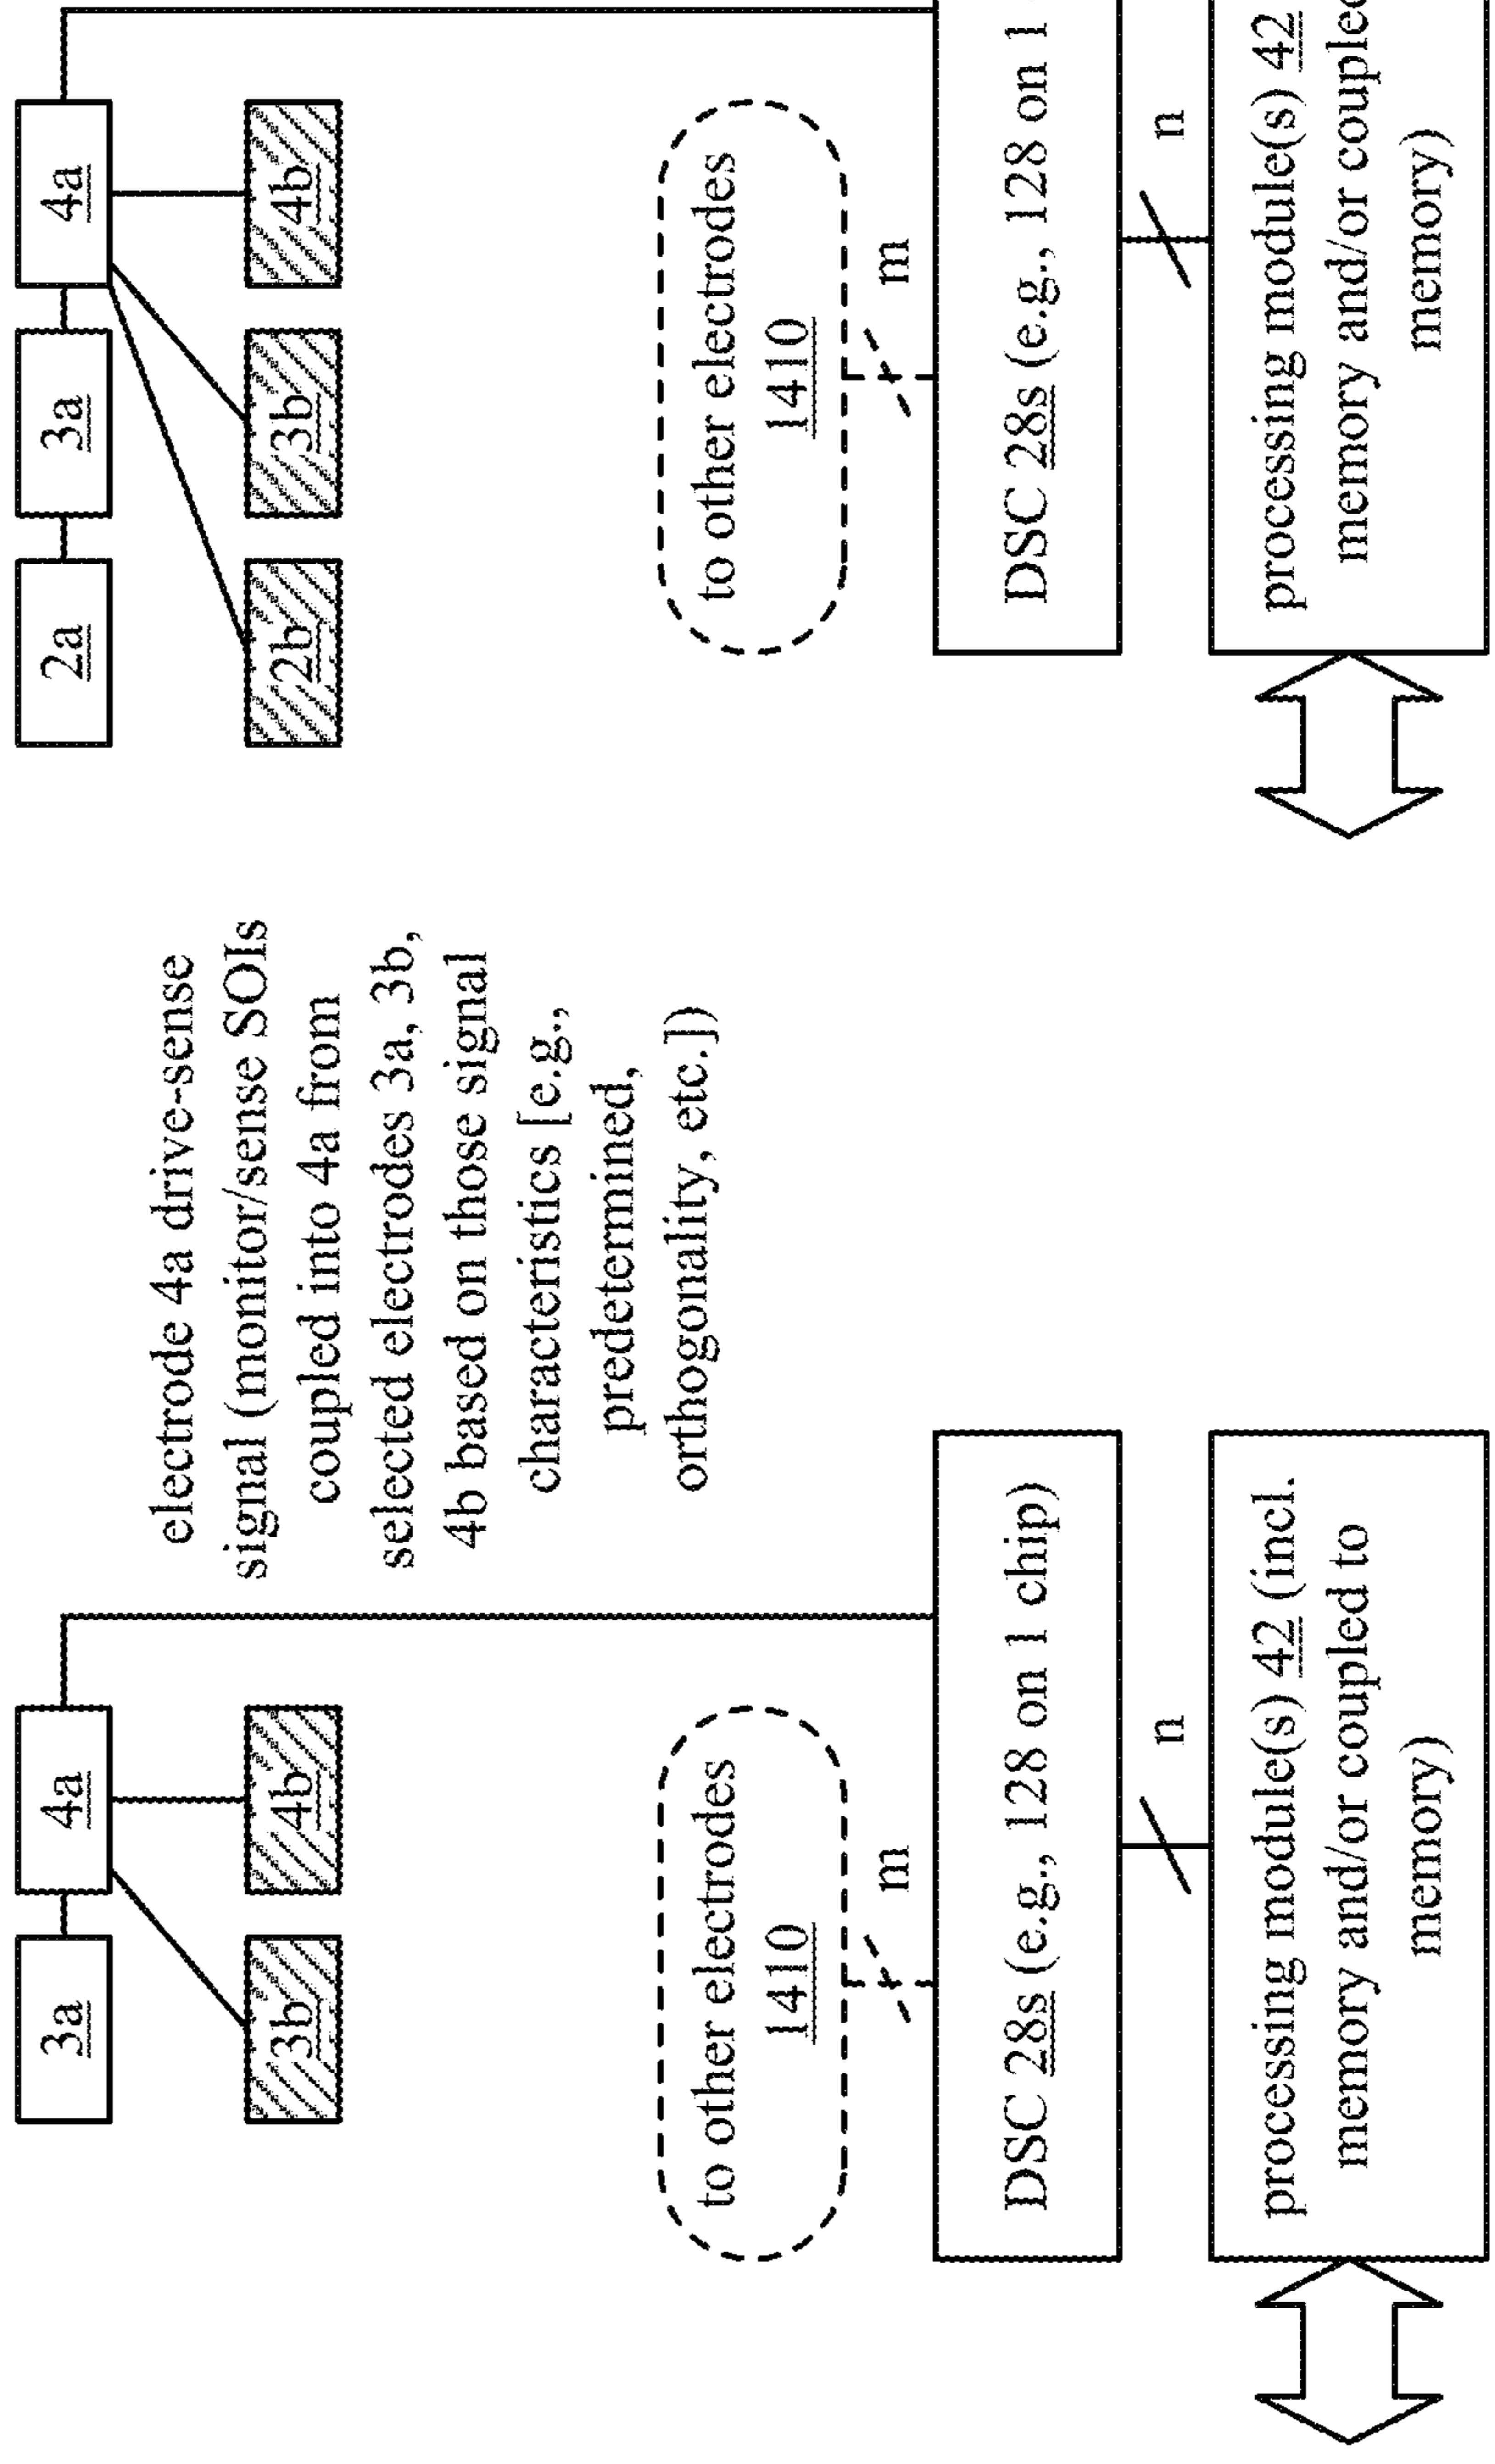 3a
4a
3b
4b
to other electrodes
1410
m
DSC 28s (e.g., 128 on 1 chip)
n
processing module(s) 42 (incl.
memory and/or coupled to
memory)
electrode 4a drive-sense
signal (monitor/sense SOIs
coupled into 4a from
selected electrodes 3a, 3b,
4b based on those signal
characteristics [e.g.,
predetermined,
orthogonality, etc.])
2a
3a
4a
2b
3b
4b
to other electrodes
1410
m
DSC 28s (e.g., 128 on 1
n
processing module(s) 42
memory and/or coupled
memory)